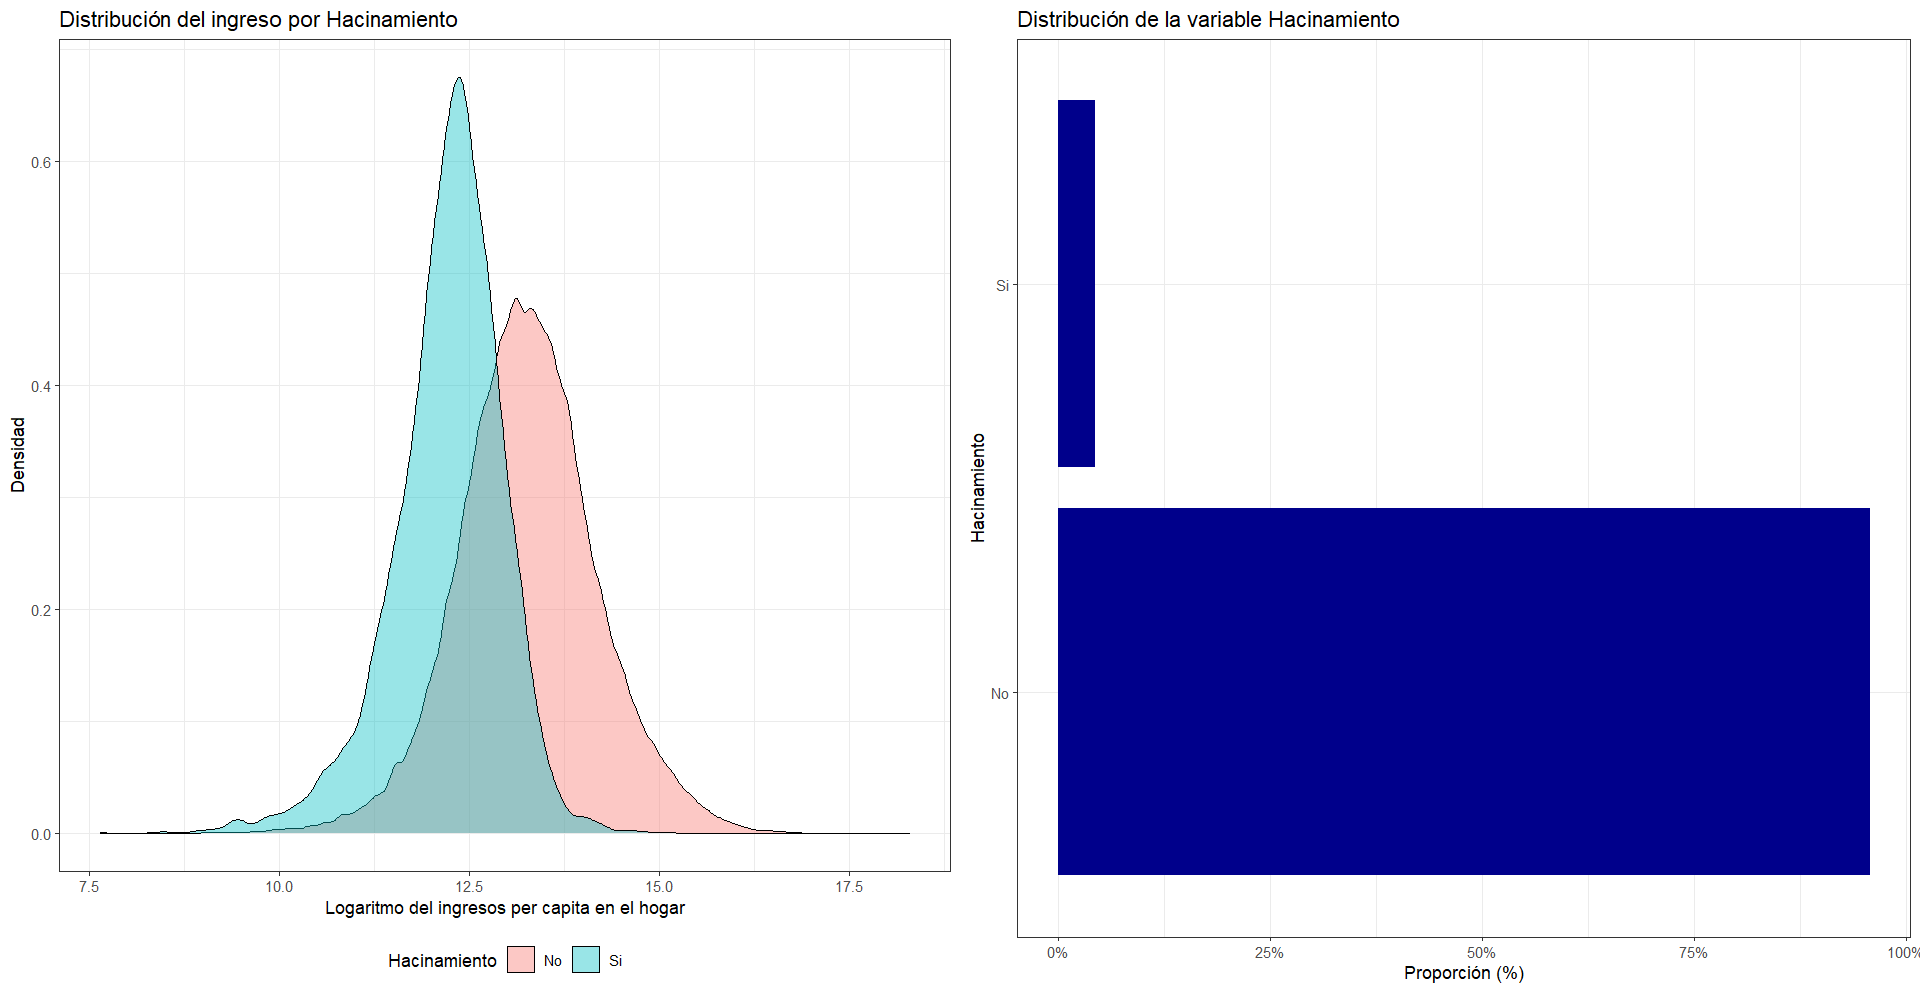 Distribución del ingreso por Hacinamiento
Densidad
0.6
0.4
0.2
0.0
7.5 10.0 12.5 15.0 17.5
Logaritmo del ingresos per capita en el hogar
Hacinamiento No Si
Distribución de la variable Hacinamiento
Hacinamiento
Si
No
0% 25% 50% 75% 100%
Proporción (%)